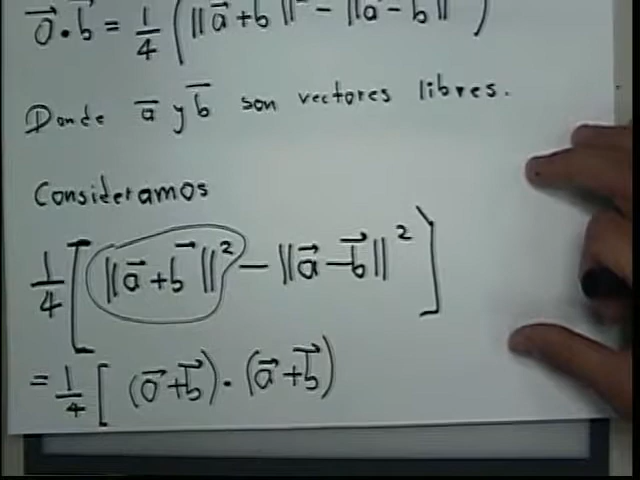 a⃗ · b⃗ = 1/4 (‖a⃗ + b⃗‖² - ‖a⃗ - b⃗‖²)
Donde a⃗ y b⃗ son vectores libres.
Consideramos
1/4 [‖a⃗ + b⃗‖² - ‖a⃗ - b⃗‖²]
= 1/4 [ (a⃗ + b⃗) · (a⃗ + b⃗)